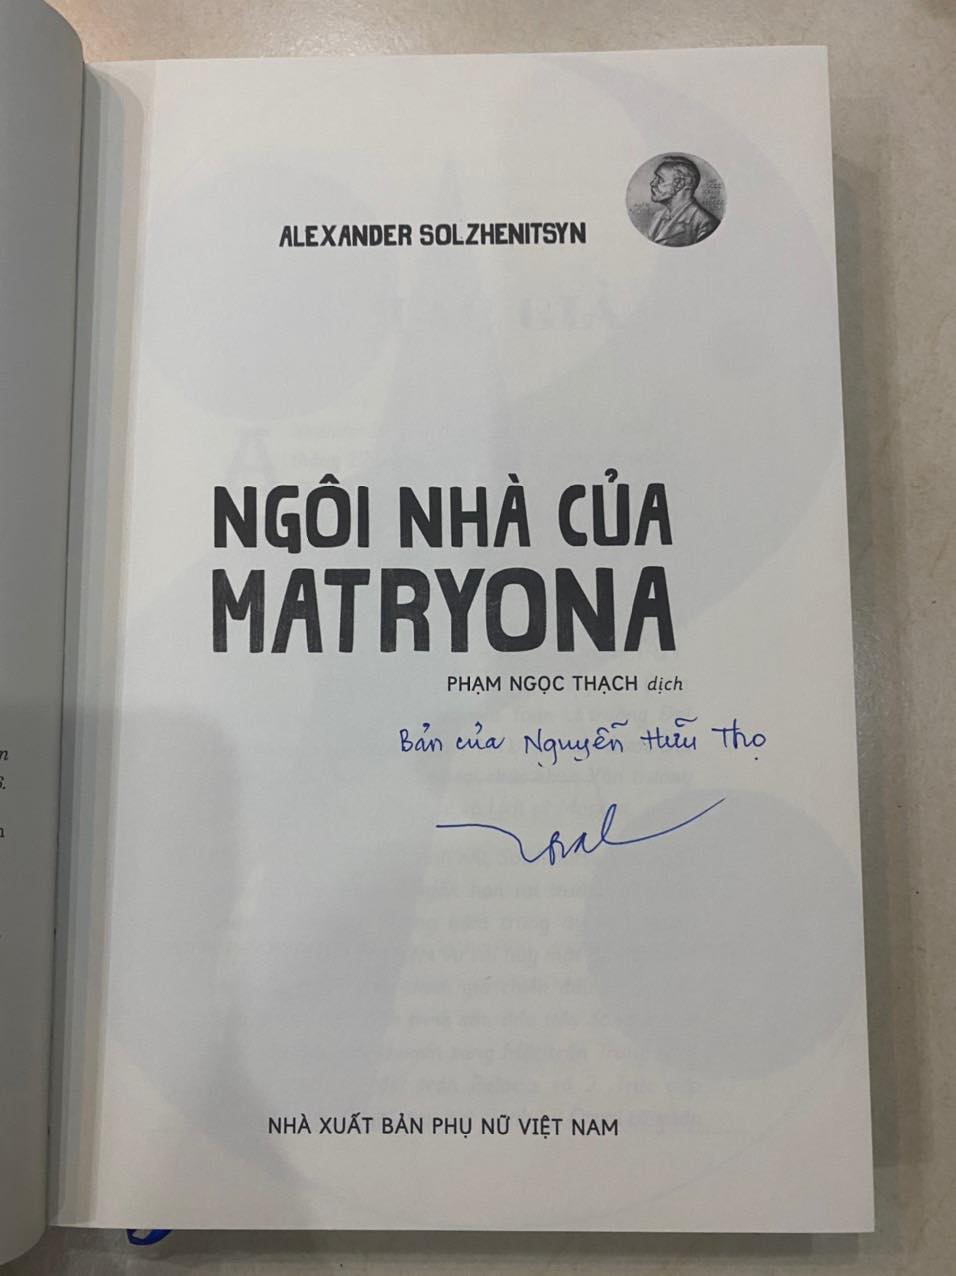 ALEXANDER SOLZHENITSYN
NGÔI NHÀ CỦA
MATRYONA
PHẠM NGỌC THẠCH dịch
Bản của Nguyễn Hữu Thọ
NHÀ XUẤT BẢN PHỤ NỮ VIỆT NAM